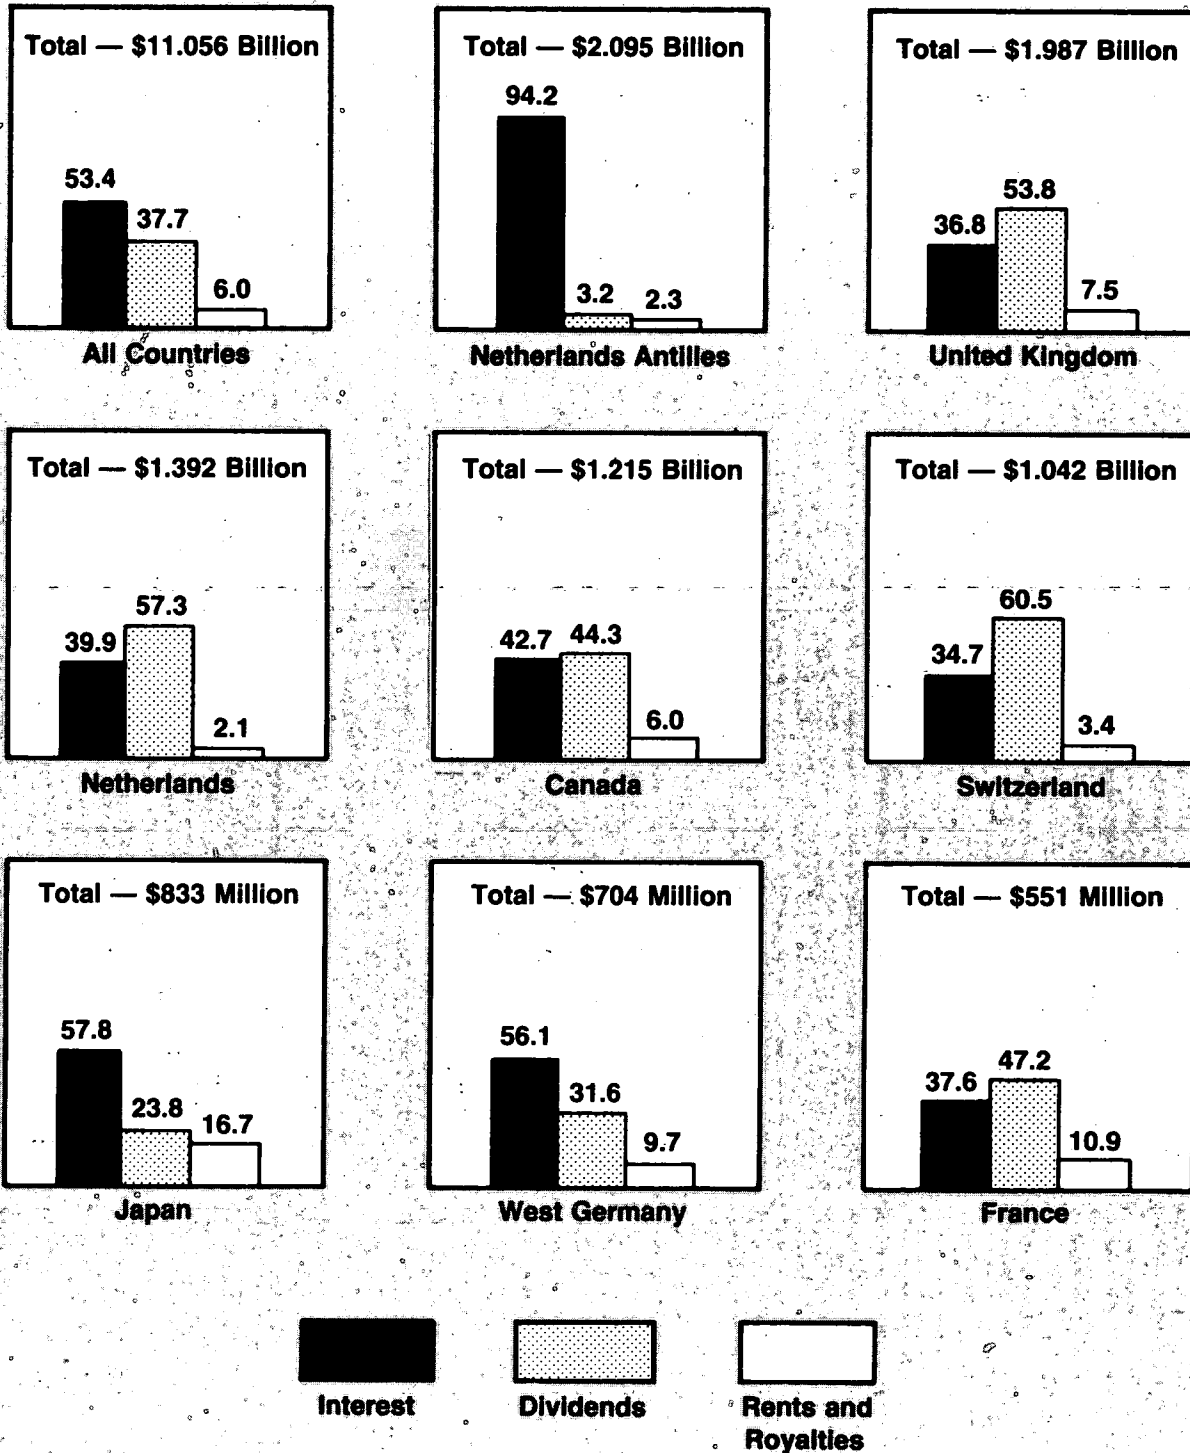 Total — $11.056 Billion
53.4
37.7
6.0
All Countries
Total — $2.095 Billion
94.2
3.2
2.3
Netherlands Antilles
Total — $1.987 Billion
36.8
53.8
7.5
United Kingdom
Total — $1.392 Billion
39.9
57.3
2.1
Netherlands
Total — $1.215 Billion
42.7
44.3
6.0
Canada
Total — $1.042 Billion
34.7
60.5
3.4
Switzerland
Total — $833 Million
57.8
23.8
16.7
Japan
Total — $704 Million
56.1
31.6
9.7
West Germany
Total — $551 Million
37.6
47.2
10.9
France
Interest
Dividends
Rents and
Royalties